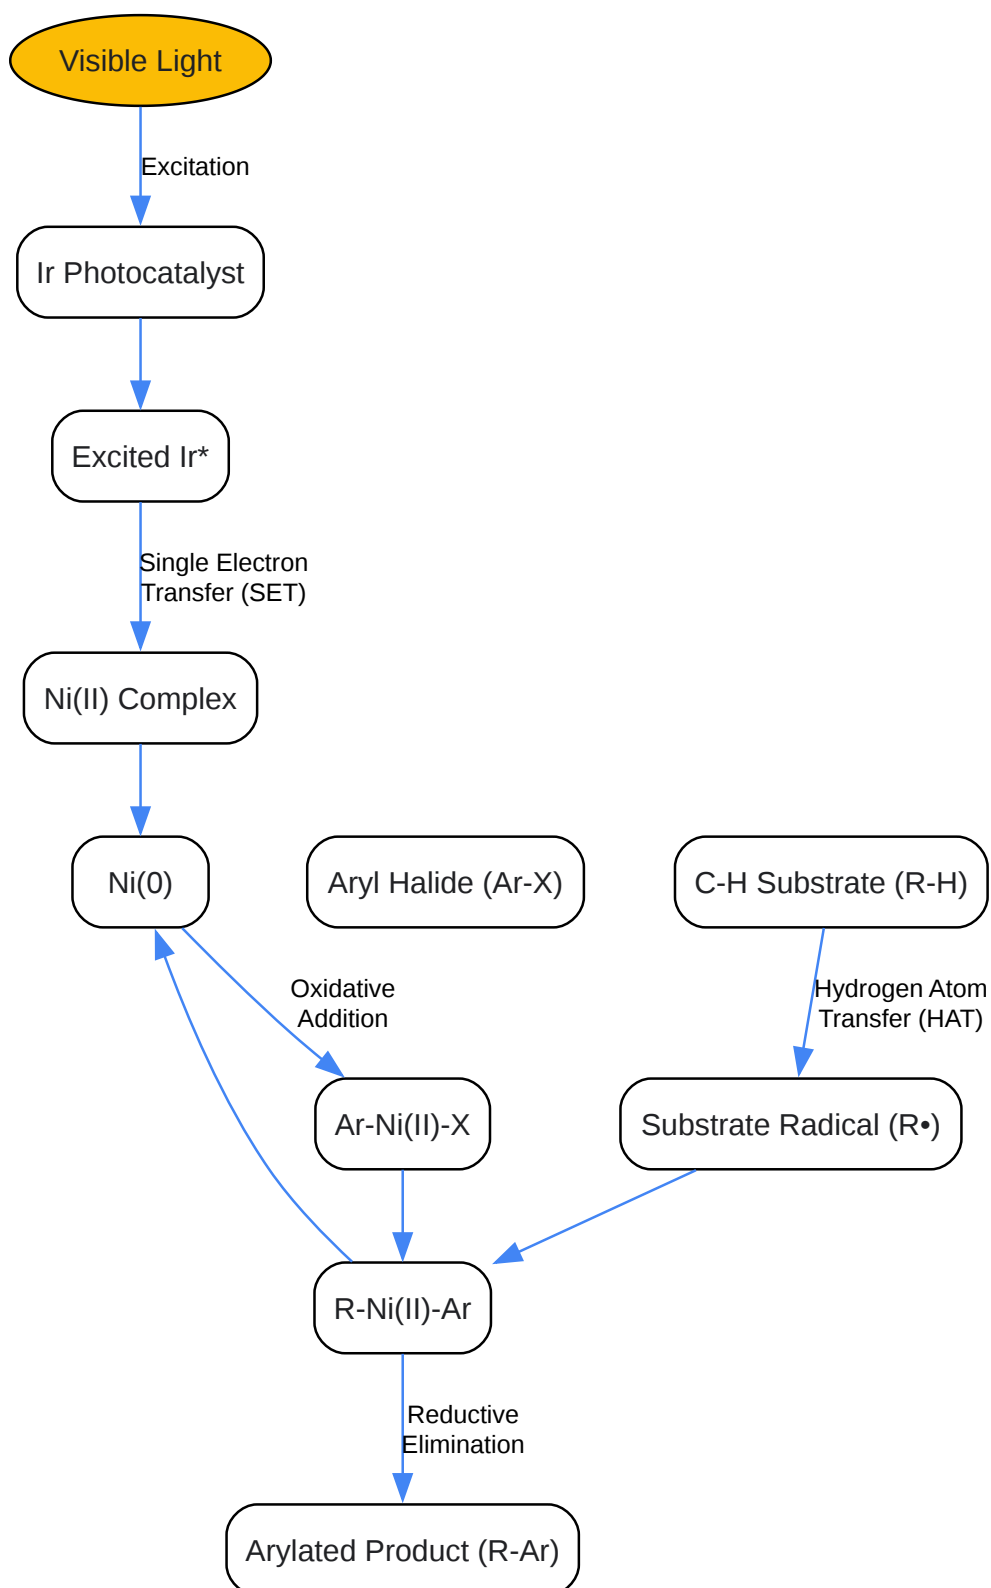 Visible Light
Excitation
Ir Photocatalyst
Excited Ir*
Single Electron
Transfer (SET)
Ni(II) Complex
Ni(0)
Aryl Halide (Ar-X)
C-H Substrate (R-H)
Oxidative
Addition
Hydrogen Atom
Transfer (HAT)
Ar-Ni(II)-X
Substrate Radical (R•)
R-Ni(II)-Ar
Reductive
Elimination
Arylated Product (R-Ar)